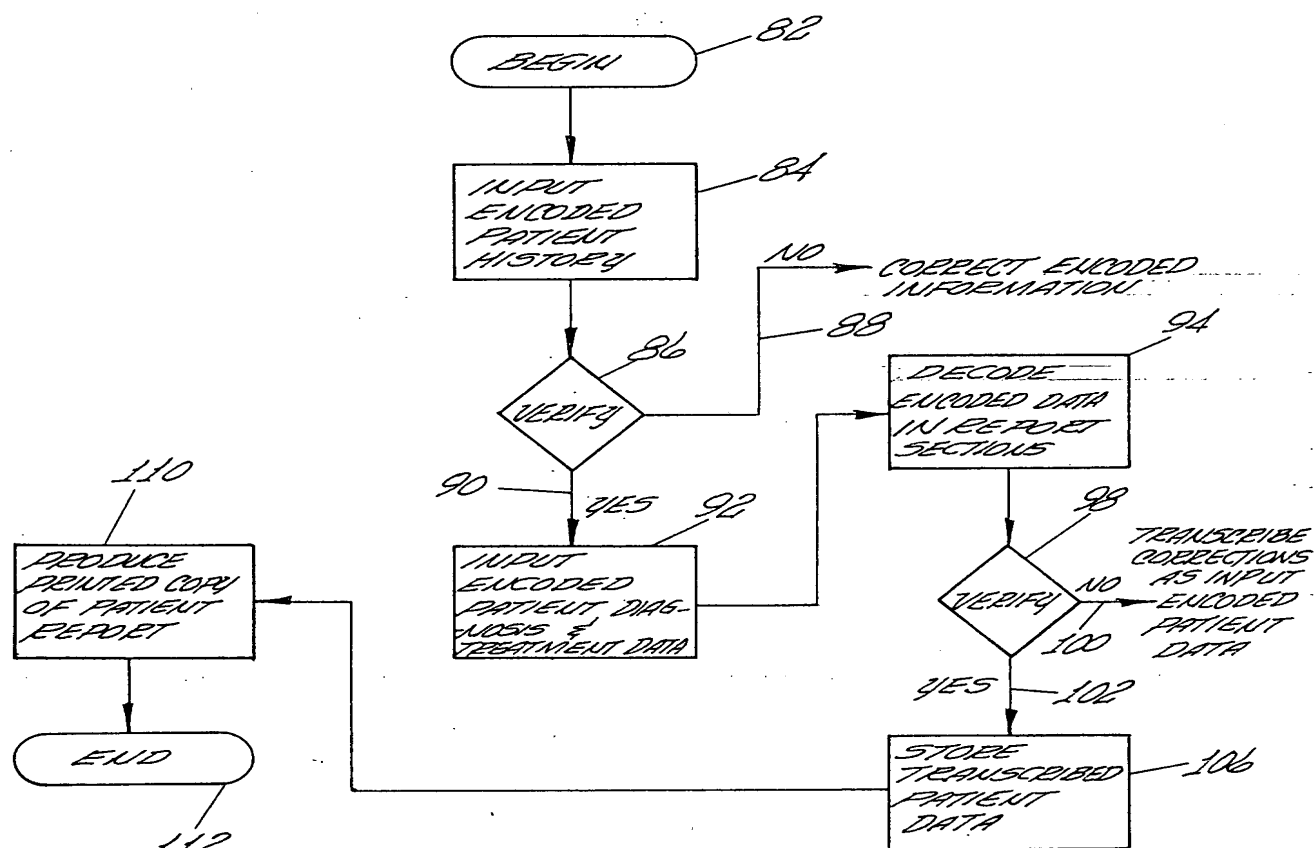 82
BEGIN
84
INPUT
ENCODED
PATIENT
HISTORY
NO
CORRECT ENCODED
INFORMATION
88
86
VERIFY
90
YES
92
INPUT
ENCODED
PATIENT DIAG-
NOSIS &
TREATMENT DATA
94
DECODE
ENCODED DATA
IN REPORT
SECTIONS
98
VERIFY
NO
100
TRANSCRIBE
CORRECTIONS
AS INPUT
ENCODED
PATIENT
DATA
YES
102
106
STORE
TRANSCRIBED
PATIENT
DATA
110
PRODUCE
PRINTED COPY
OF PATIENT
REPORT
END
112